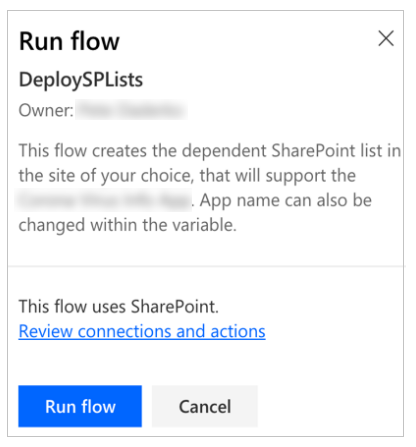 Run flow
DeploySPLists
Owner:
This flow creates the dependent SharePoint list in
the site of your choice, that will support the
. App name can also be
changed within the variable.
This flow uses SharePoint.
Review connections and actions
Run flow
Cancel